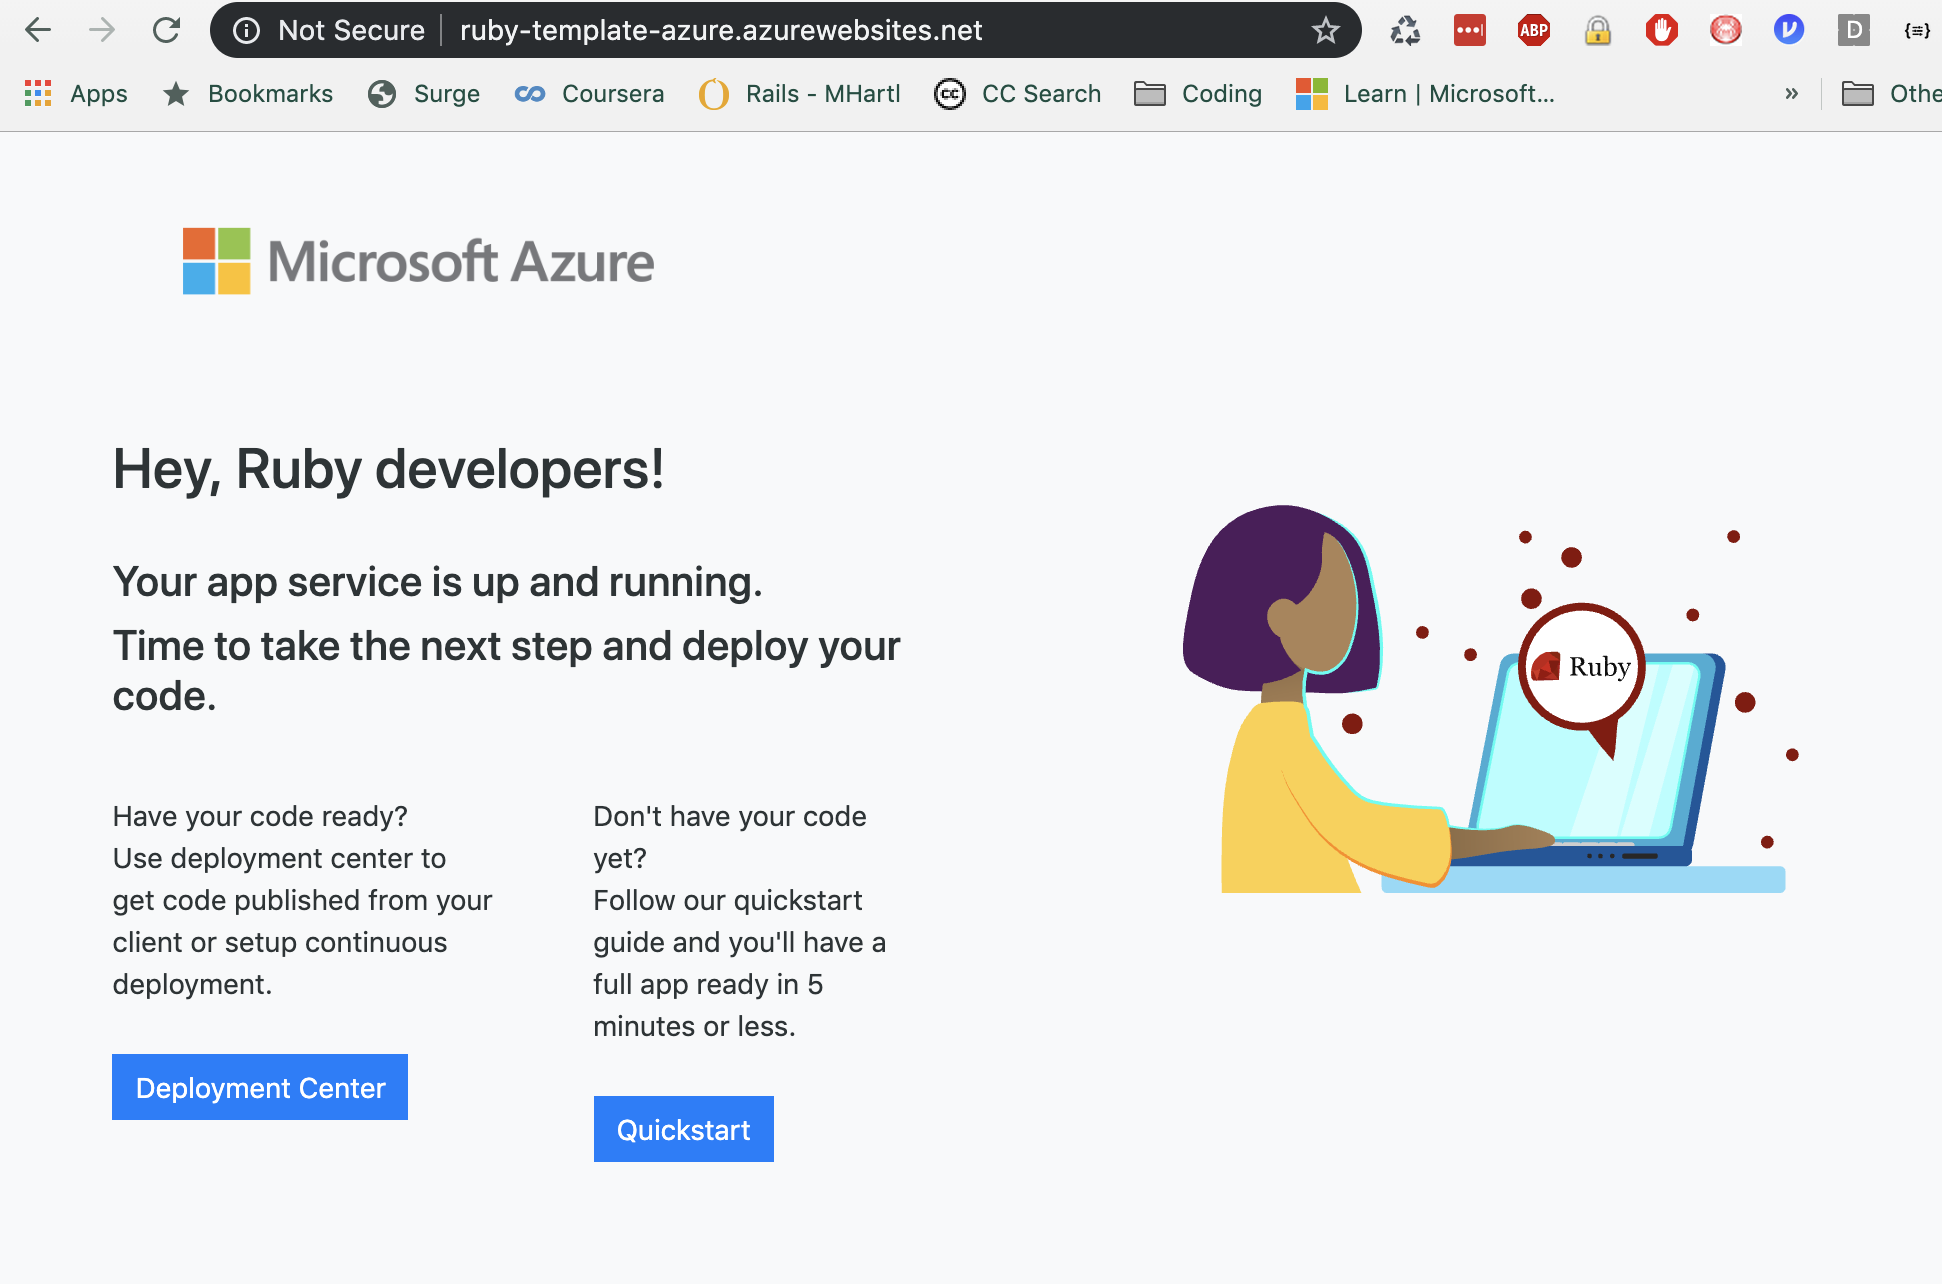 Not Secure | ruby-template-azure.azurewebsites.net
ABP
D
Apps Bookmarks Surge Coursera Rails - MHartl CC Search Coding Learn | Microsoft... » Othe
Microsoft Azure
Hey, Ruby developers!
Your app service is up and running.
Time to take the next step and deploy your
code.
Ruby
Have your code ready?
Use deployment center to
get code published from your
client or setup continuous
deployment.
Deployment Center
Don't have your code
yet?
Follow our quickstart
guide and you'll have a
full app ready in 5
minutes or less.
Quickstart